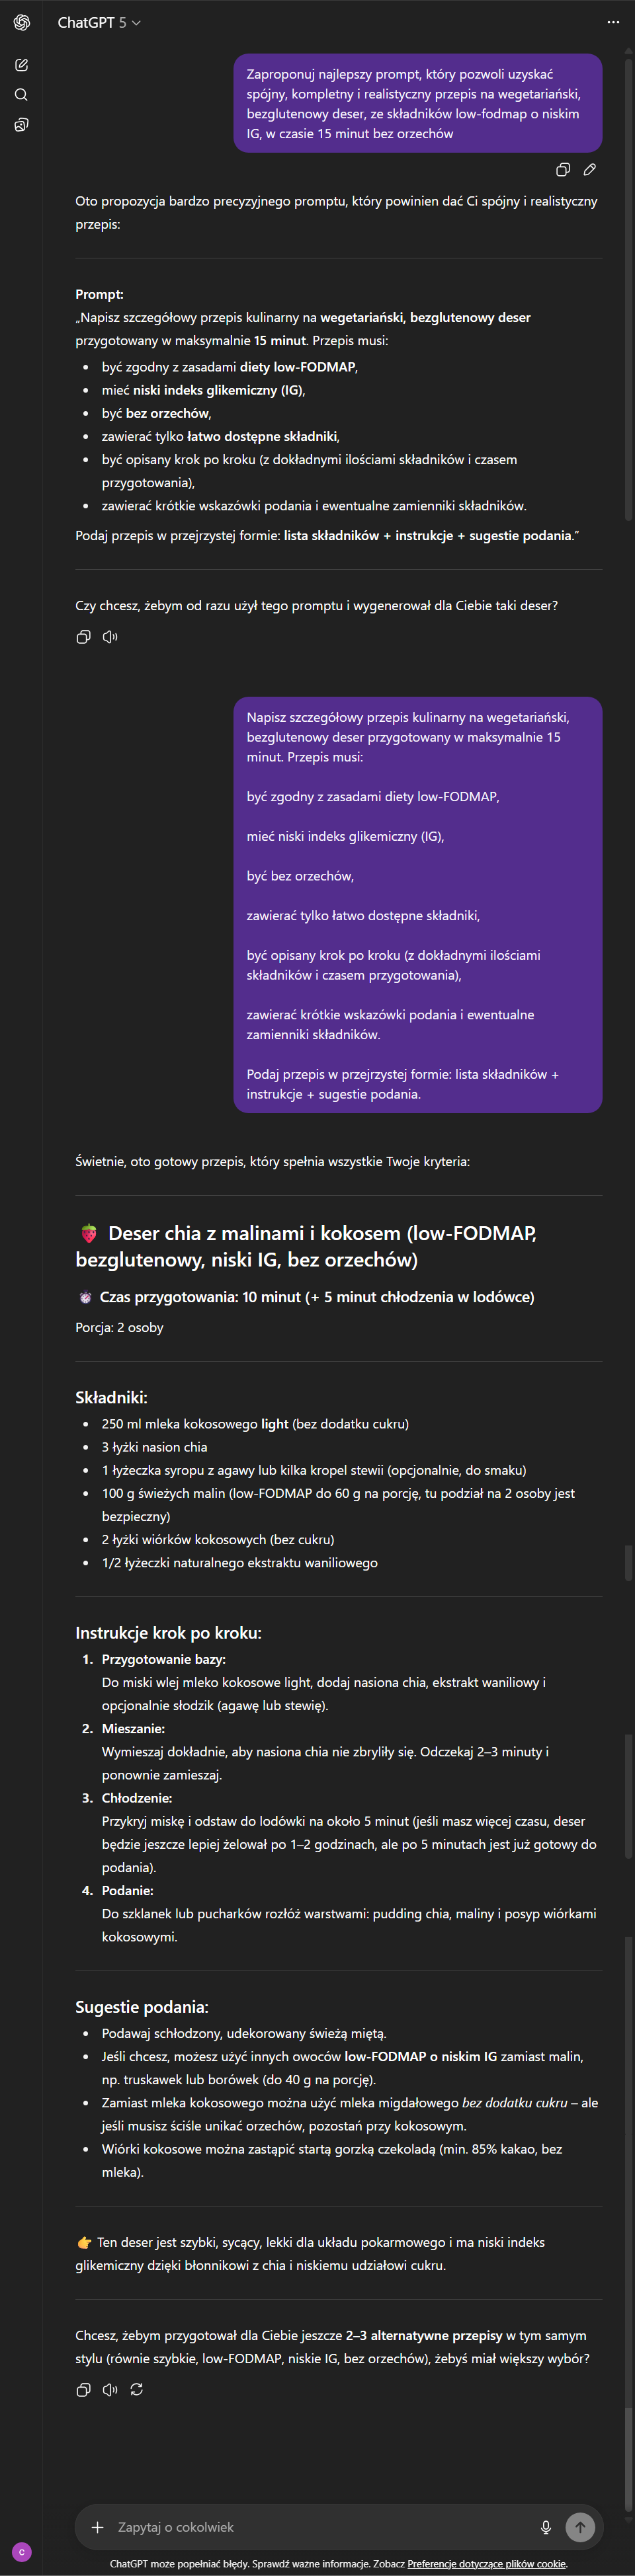 ChatGPT 5
Zaproponuj najlepszy prompt, który pozwoli uzyskać
spójny, kompletny i realistyczny przepis na wegetariański,
bezglutenowy deser, ze składników low-fodmap o niskim
IG, w czasie 15 minut bez orzechów
Oto propozycja bardzo precyzyjnego promptu, który powinien dać Ci spójny i realistyczny
przepis:
Prompt:
„Napisz szczegółowy przepis kulinarny na wegetariański, bezglutenowy deser
przygotowany w maksymalnie 15 minut. Przepis musi:
• być zgodny z zasadami diety low-FODMAP,
• mieć niski indeks glikemiczny (IG),
• być bez orzechów,
• zawierać tylko łatwo dostępne składniki,
• być opisany krok po kroku (z dokładnymi ilościami składników i czasem
przygotowania),
• zawierać krótkie wskazówki podania i ewentualne zamienniki składników.
Podaj przepis w przejrzystej formie: lista składników + instrukcje + sugestie podania.”
Czy chcesz, żebym od razu użył tego promptu i wygenerował dla Ciebie taki deser?
Napisz szczegółowy przepis kulinarny na wegetariański,
bezglutenowy deser przygotowany w maksymalnie 15
minut. Przepis musi:
być zgodny z zasadami diety low-FODMAP,
mieć niski indeks glikemiczny (IG),
być bez orzechów,
zawierać tylko łatwo dostępne składniki,
być opisany krok po kroku (z dokładnymi ilościami
składników i czasem przygotowania),
zawierać krótkie wskazówki podania i ewentualne
zamienniki składników.
Podaj przepis w przejrzystej formie: lista składników +
instrukcje + sugestie podania.
Świetnie, oto gotowy przepis, który spełnia wszystkie Twoje kryteria:
🍓 Deser chia z malinami i kokosem (low-FODMAP,
bezglutenowy, niski IG, bez orzechów)
⏱️ Czas przygotowania: 10 minut (+ 5 minut chłodzenia w lodówce)
Porcja: 2 osoby
Składniki:
• 250 ml mleka kokosowego light (bez dodatku cukru)
• 3 łyżki nasion chia
• 1 łyżeczka syropu z agawy lub kilka kropel stewii (opcjonalnie, do smaku)
• 100 g świeżych malin (low-FODMAP do 60 g na porcję, tu podział na 2 osoby jest
bezpieczny)
• 2 łyżki wiórków kokosowych (bez cukru)
• 1/2 łyżeczki naturalnego ekstraktu waniliowego
Instrukcje krok po kroku:
1. Przygotowanie bazy:
Do miski wlej mleko kokosowe light, dodaj nasiona chia, ekstrakt waniliowy i
opcjonalnie słodzik (agawę lub stewię).
2. Mieszanie:
Wymieszaj dokładnie, aby nasiona chia nie zbryliły się. Odczekaj 2–3 minuty i
ponownie zamieszaj.
3. Chłodzenie:
Przykryj miskę i odstaw do lodówki na około 5 minut (jeśli masz więcej czasu, deser
będzie jeszcze lepiej żelował po 1–2 godzinach, ale po 5 minutach jest już gotowy do
podania).
4. Podanie:
Do szklanek lub pucharków rozłóż warstwami: pudding chia, maliny i posyp wiórkami
kokosowymi.
Sugestie podania:
• Podawaj schłodzony, udekorowany świeżą miętą.
• Jeśli chcesz, możesz użyć innych owoców low-FODMAP o niskim IG zamiast malin,
np. truskawek lub borówek (do 40 g na porcję).
• Zamiast mleka kokosowego można użyć mleka migdałowego bez dodatku cukru – ale
jeśli musisz ściśle unikać orzechów, pozostań przy kokosowym.
• Wiórki kokosowe można zastąpić startą gorzką czekoladą (min. 85% kakao, bez
mleka).
👉 Ten deser jest szybki, sycący, lekki dla układu pokarmowego i ma niski indeks
glikemiczny dzięki błonnikowi z chia i niskiemu udziałowi cukru.
Chcesz, żebym przygotował dla Ciebie jeszcze 2–3 alternatywne przepisy w tym samym
stylu (równie szybkie, low-FODMAP, niskie IG, bez orzechów), żebyś miał większy wybór?
Zapytaj o cokolwiek
C
ChatGPT może popełniać błędy. Sprawdź ważne informacje. Zobacz Preferencje dotyczące plików cookie.